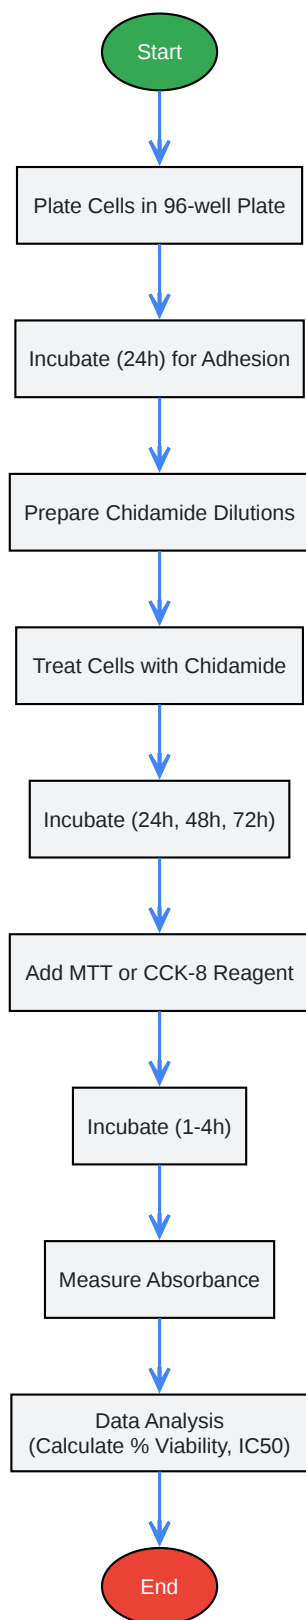 Start
Plate Cells in 96-well Plate
Incubate (24h) for Adhesion
Prepare Chidamide Dilutions
Treat Cells with Chidamide
Incubate (24h, 48h, 72h)
Add MTT or CCK-8 Reagent
Incubate (1-4h)
Measure Absorbance
Data Analysis
(Calculate % Viability, IC50)
End